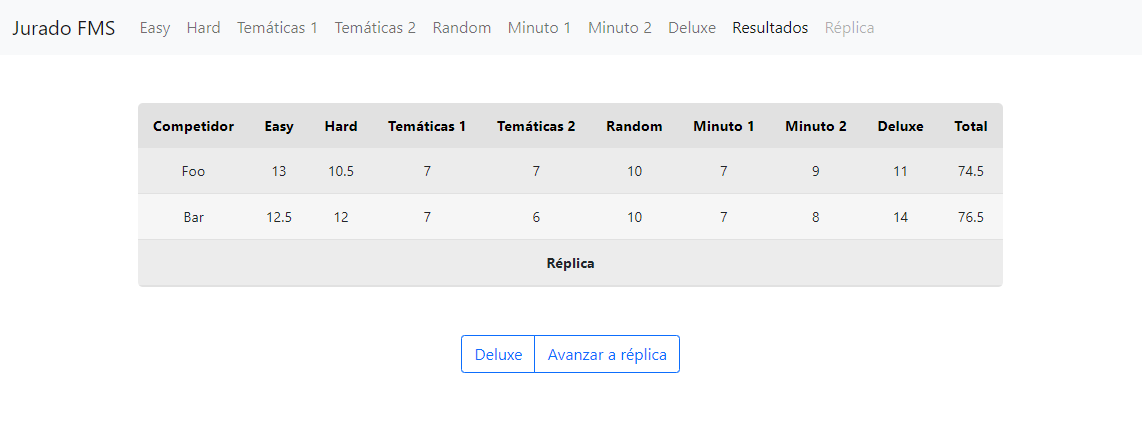 Jurado FMS Easy Hard Temáticas 1 Temáticas 2 Random Minuto 1 Minuto 2 Deluxe Resultados Réplica
Competidor Easy Hard Temáticas 1 Temáticas 2 Random Minuto 1 Minuto 2 Deluxe Total
Foo 13 10.5 7 7 10 7 9 11 74.5
Bar 12.5 12 7 6 10 7 8 14 76.5
Réplica
Deluxe Avanzar a réplica